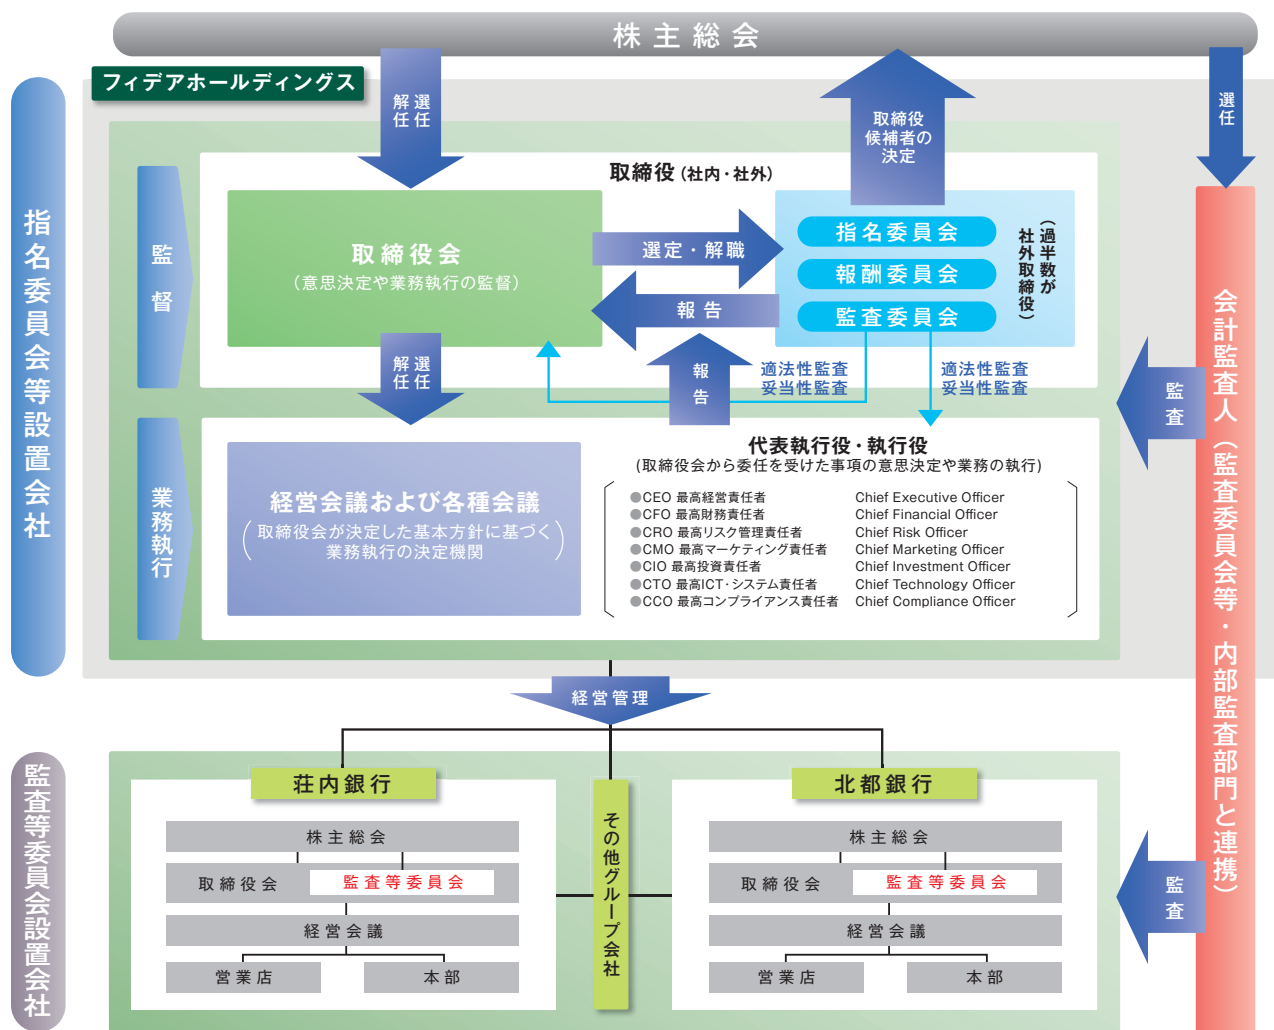 株主総会
フィデアホールディングス
選任
解任
取締役
候補者の
決定
選任
指名委員会等設置会社
監督
取締役(社内・社外)
取締役会
(意思決定や業務執行の監督)
選定・解職
報告
指名委員会
報酬委員会
監査委員会
(過半数が
社外取締役)
選任
解任
報告
適法性監査
妥当性監査
適法性監査
妥当性監査
監査
会計監査人(監査委員会等・内部監査部門と連携)
業務執行
経営会議および各種会議
(取締役会が決定した基本方針に基づく
業務執行の決定機関)
代表執行役・執行役
(取締役会から委任を受けた事項の意思決定や業務の執行)
●CEO 最高経営責任者 Chief Executive Officer
●CFO 最高財務責任者 Chief Financial Officer
●CRO 最高リスク管理責任者 Chief Risk Officer
●CMO 最高マーケティング責任者 Chief Marketing Officer
●CIO 最高投資責任者 Chief Investment Officer
●CTO 最高ICT・システム責任者 Chief Technology Officer
●CCO 最高コンプライアンス責任者 Chief Compliance Officer
経営管理
監査等委員会設置会社
荘内銀行
株主総会
取締役会
監査等委員会
経営会議
営業店
本部
その他グループ会社
北都銀行
株主総会
取締役会
監査等委員会
経営会議
営業店
本部
監査